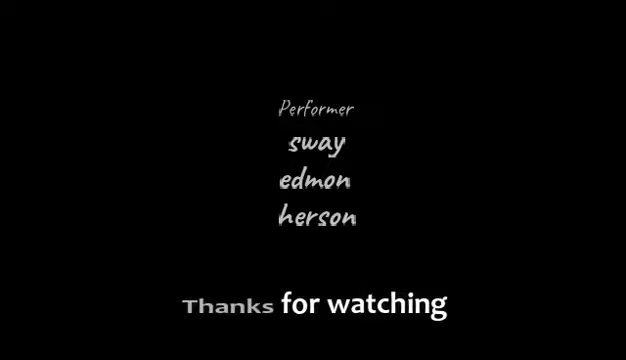 Performer
sway
edmon
herson
Thanks for watching